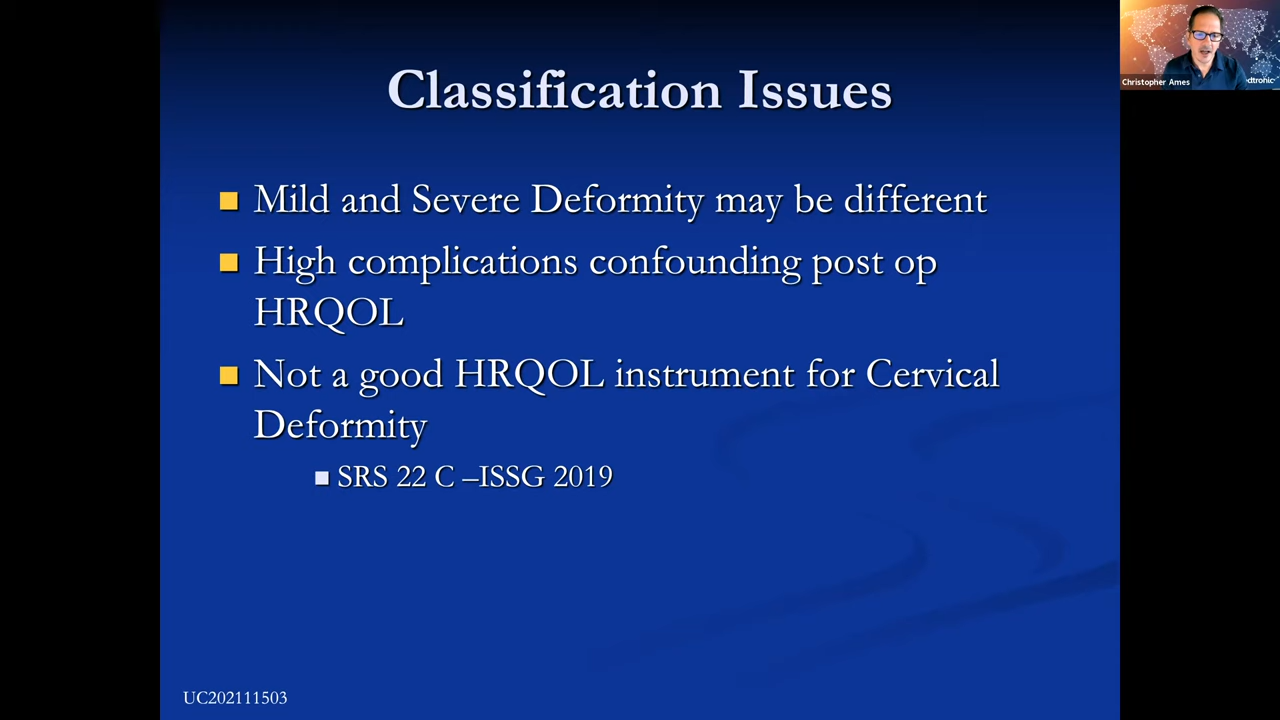 Classification Issues
Mild and Severe Deformity may be different
High complications confounding post op
HRQOL
Not a good HRQOL instrument for Cervical
Deformity
SRS 22 C –ISSG 2019
UC202111503
Christopher Ames
dtronic